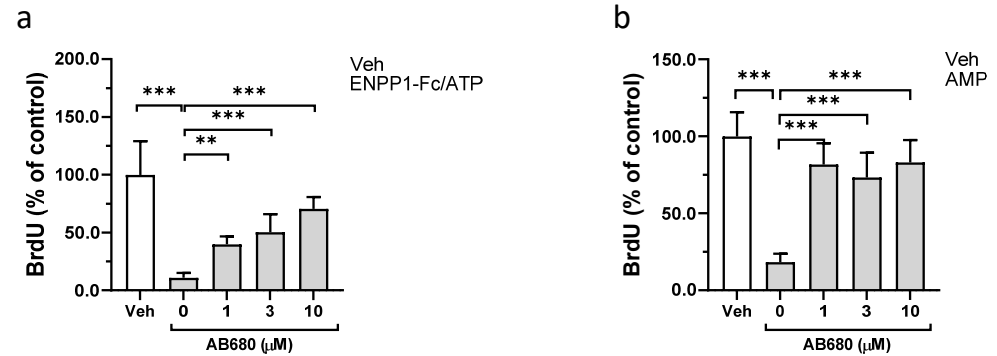 a
200.0
150.0
100.0
50.0
0.0
BrdU (% of control)
***
***
***
**
Veh
ENPP1-Fc/ATP
Veh 0 1 3 10
AB680 (μM)
b
150.0
100.0
50.0
0.0
BrdU (% of control)
***
***
***
***
Veh
AMP
Veh 0 1 3 10
AB680 (μM)